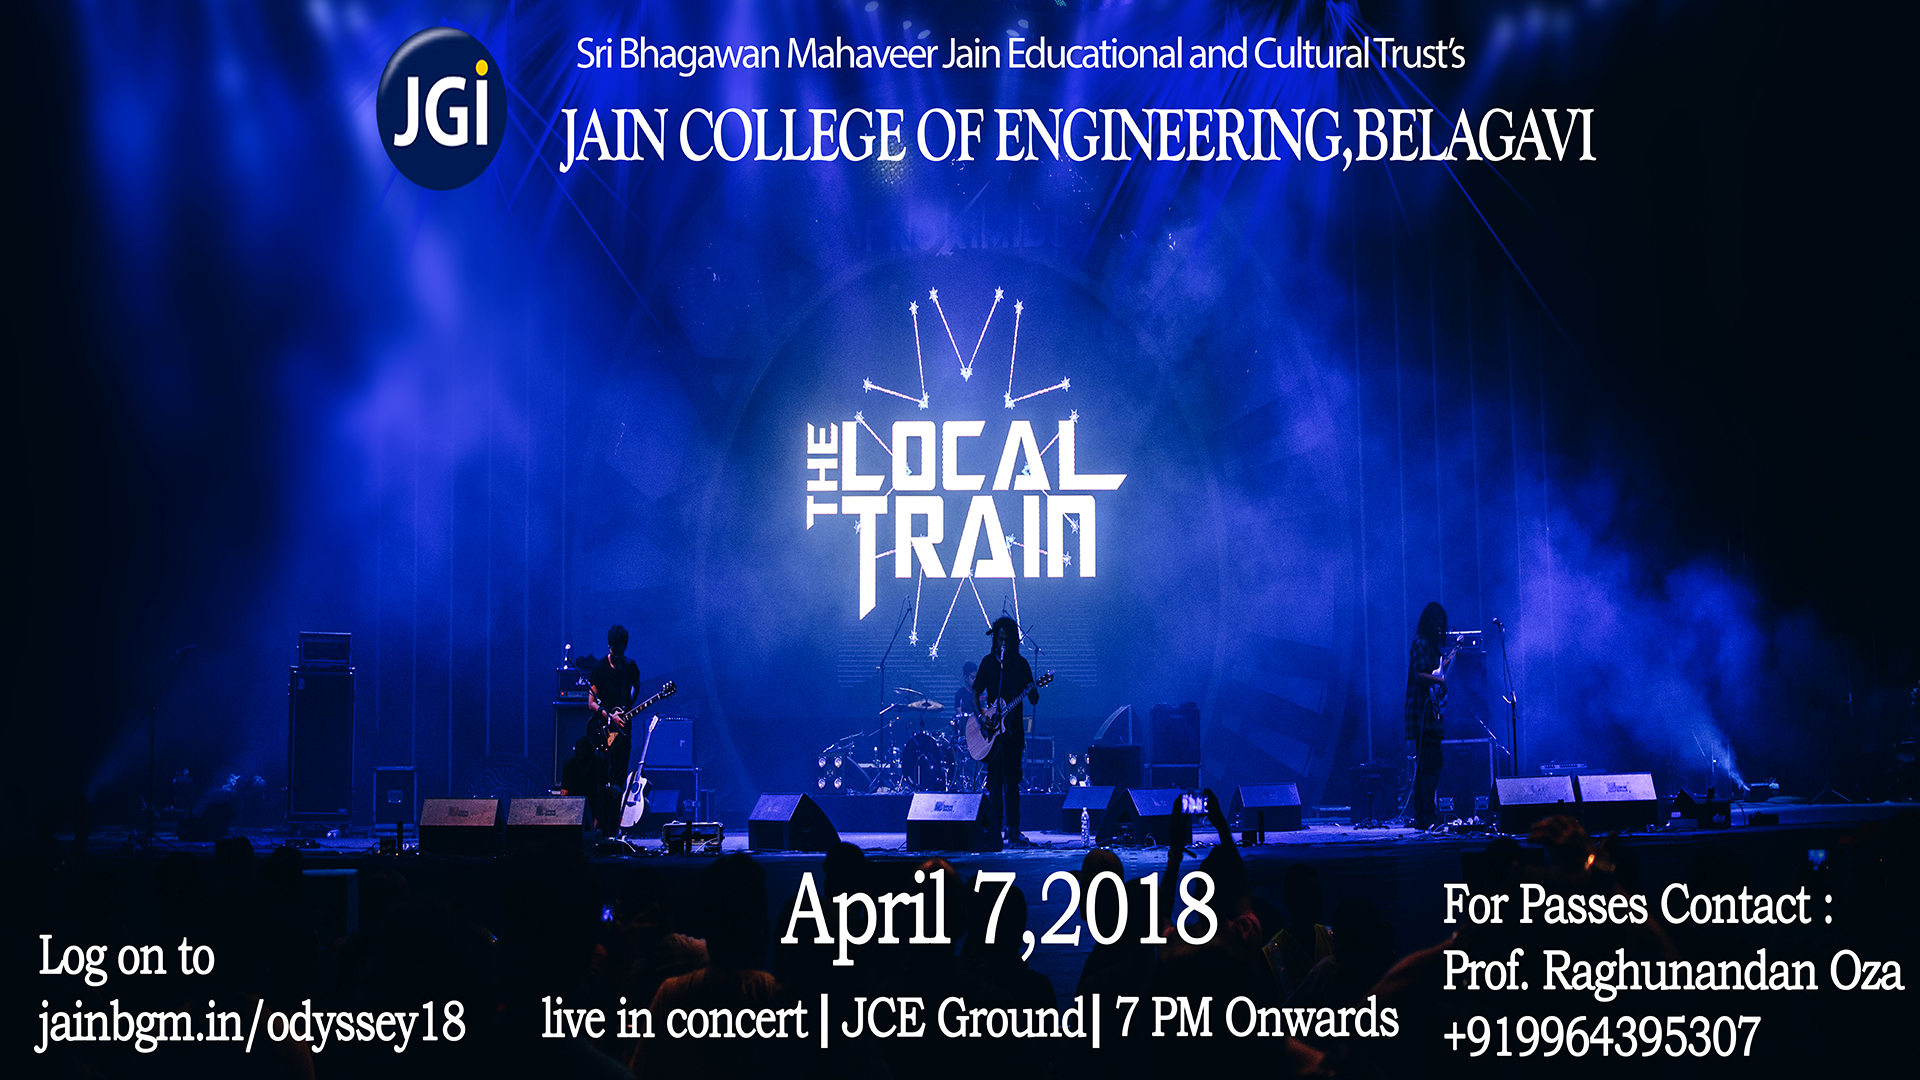 JGi
Sri Bhagawan Mahaveer Jain Educational and Cultural Trust's
JAIN COLLEGE OF ENGINEERING,BELAGAVI
THE LOCAL
TRAIN
April 7,2018
live in concert | JCE Ground| 7 PM Onwards
Log on to
jainbgm.in/odyssey18
For Passes Contact :
Prof. Raghunandan Oza
+919964395307